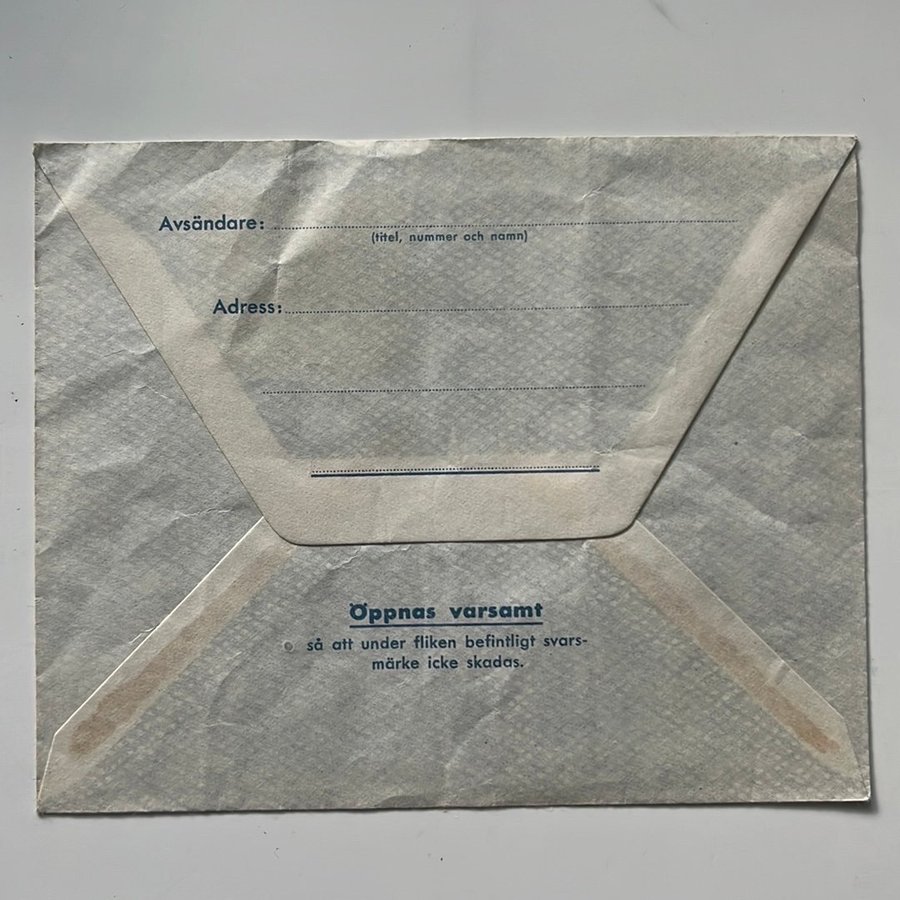 Avsändare:
(titel, nummer och namn)
Adress:
Öppnas varsamt
så att under fliken befintligt svars-
märke icke skadas.